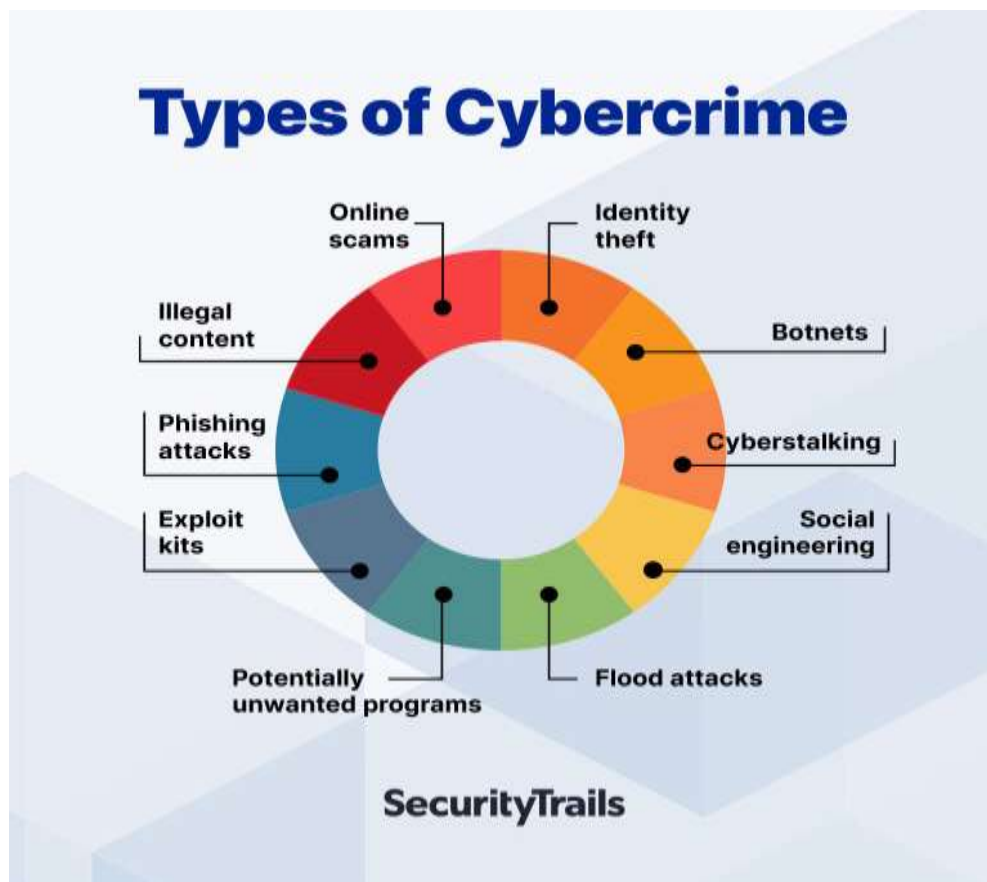 Types of Cybercrime
Online
scams
Identity
theft
Illegal
content
Botnets
Phishing
attacks
Cyberstalking
Exploit
kits
Social
engineering
Potentially
unwanted programs
Flood attacks
SecurityTrails